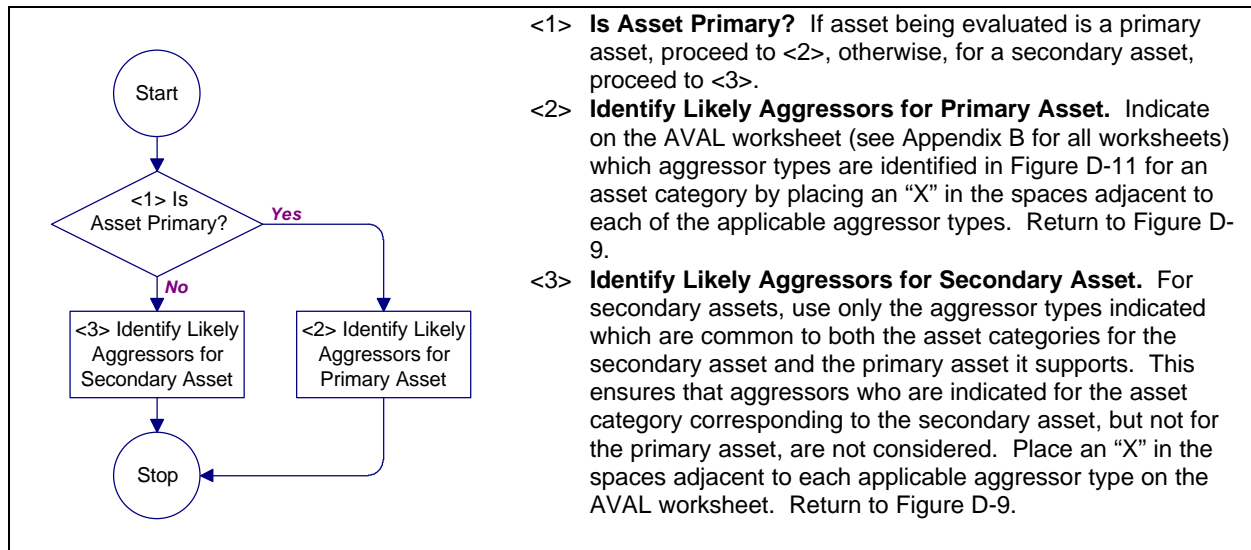 Start
<1> Is
Asset Primary?
Yes
No
<3> Identify Likely
Aggressors for
Secondary Asset
<2> Identify Likely
Aggressors for
Primary Asset
Stop
<1> Is Asset Primary? If asset being evaluated is a primary
asset, proceed to <2>, otherwise, for a secondary asset,
proceed to <3>.
<2> Identify Likely Aggressors for Primary Asset. Indicate
on the AVAL worksheet (see Appendix B for all worksheets)
which aggressor types are identified in Figure D-11 for an
asset category by placing an “X” in the spaces adjacent to
each of the applicable aggressor types. Return to Figure D-
9.
<3> Identify Likely Aggressors for Secondary Asset. For
secondary assets, use only the aggressor types indicated
which are common to both the asset categories for the
secondary asset and the primary asset it supports. This
ensures that aggressors who are indicated for the asset
category corresponding to the secondary asset, but not for
the primary asset, are not considered. Place an “X” in the
spaces adjacent to each applicable aggressor type on the
AVAL worksheet. Return to Figure D-9.